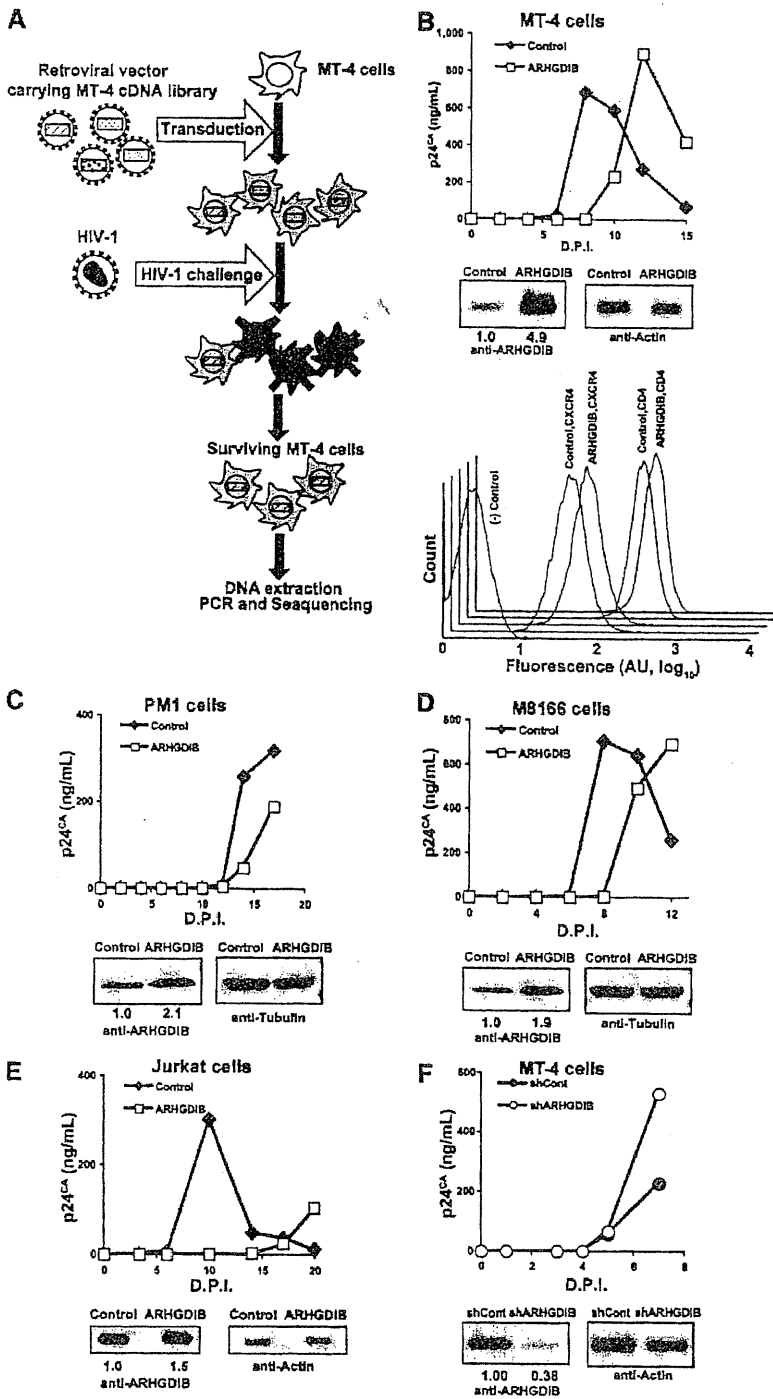 A
Retroviral vector
carrying MT-4 cDNA library
MT-4 cells
Transduction
HIV-1
HIV-1 challenge
Surviving MT-4 cells
DNA extraction
PCR and Seaquencing
B
MT-4 cells
Control
ARHGDIB
p24CA (ng/mL)
1,000
800
600
400
200
0
0 5 10 15
D.P.I.
Control ARHGDIB
1.0 4.9
anti-ARHGDIB
Control ARHGDIB
anti-Actin
(-) Control
Control,CXCR4
ARHGDIB,CXCR4
Control,CD4
ARHGDIB,CD4
Count
0 1 2 3 4
Fluorescence (AU, log10)
C
PM1 cells
Control
ARHGDIB
p24CA (ng/mL)
400
200
0
0 5 10 15 20
D.P.I.
Control ARHGDIB
1.0 2.1
anti-ARHGDIB
Control ARHGDIB
anti-Tubulin
D
M8166 cells
Control
ARHGDIB
p24CA (ng/mL)
800
600
400
200
0
0 4 8 12
D.P.I.
Control ARHGDIB
1.0 1.9
anti-ARHGDIB
Control ARHGDIB
anti-Tubulin
E
Jurkat cells
Control
ARHGDIB
p24CA (ng/mL)
400
200
0
0 5 10 15 20
D.P.I.
Control ARHGDIB
1.0 1.5
anti-ARHGDIB
Control ARHGDIB
anti-Actin
F
MT-4 cells
shCont
shARHGDIB
p24CA (ng/mL)
600
400
200
0
0 2 4 6 8
D.P.I.
shCont shARHGDIB
1.00 0.38
anti-ARHGDIB
shCont shARHGDIB
anti-Actin